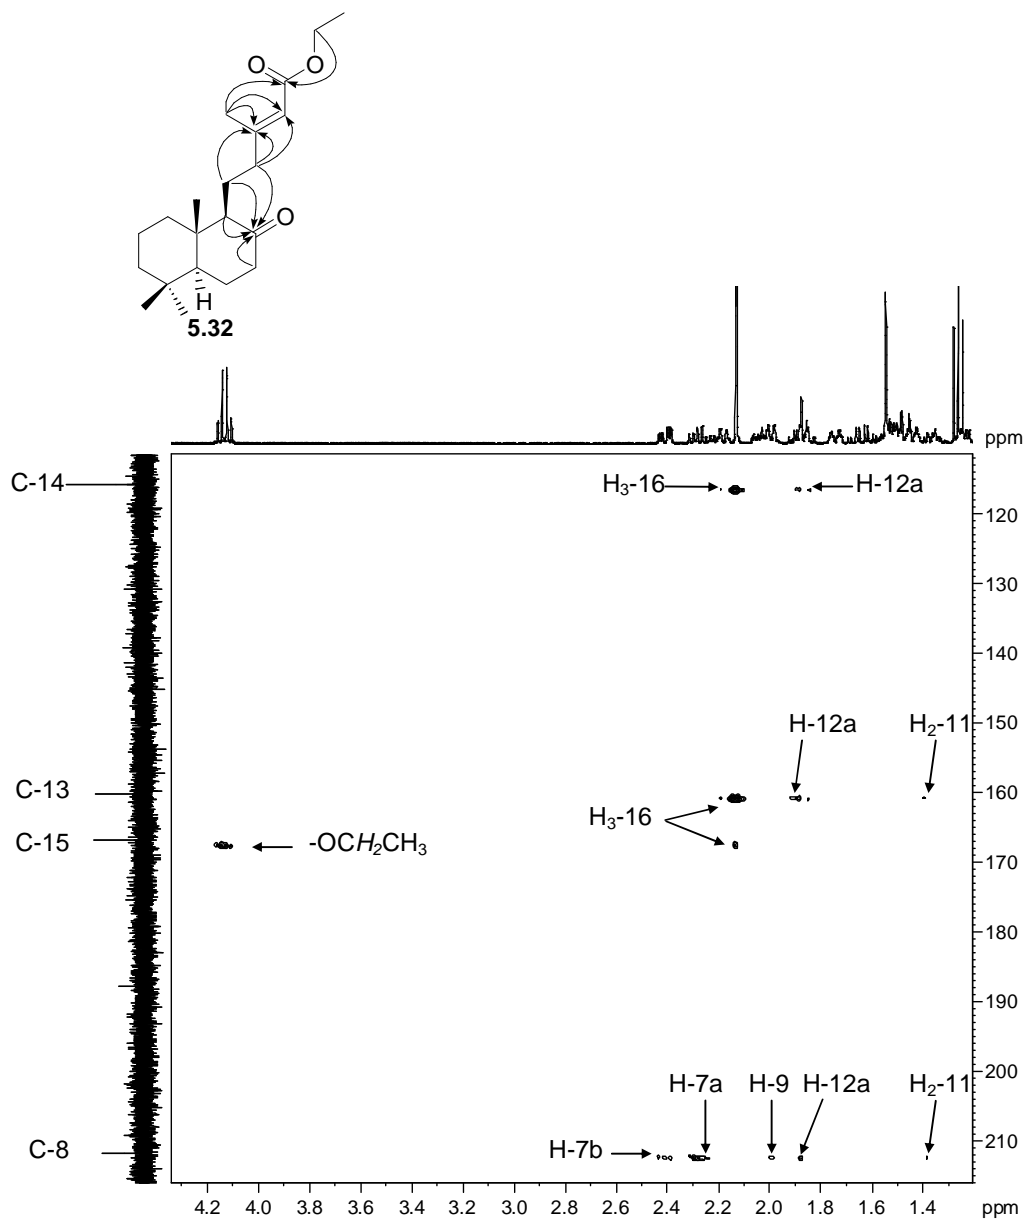 O
O
O
H
5.32
ppm
C-14
H₃-16
H-12a
120
130
140
150
H-12a
H₂-11
C-13
160
H₃-16
C-15
-OCH₂CH₃
170
180
190
200
H-7a
H-9
H-12a
H₂-11
C-8
H-7b
210
4.2 4.0 3.8 3.6 3.4 3.2 3.0 2.8 2.6 2.4 2.2 2.0 1.8 1.6 1.4 ppm